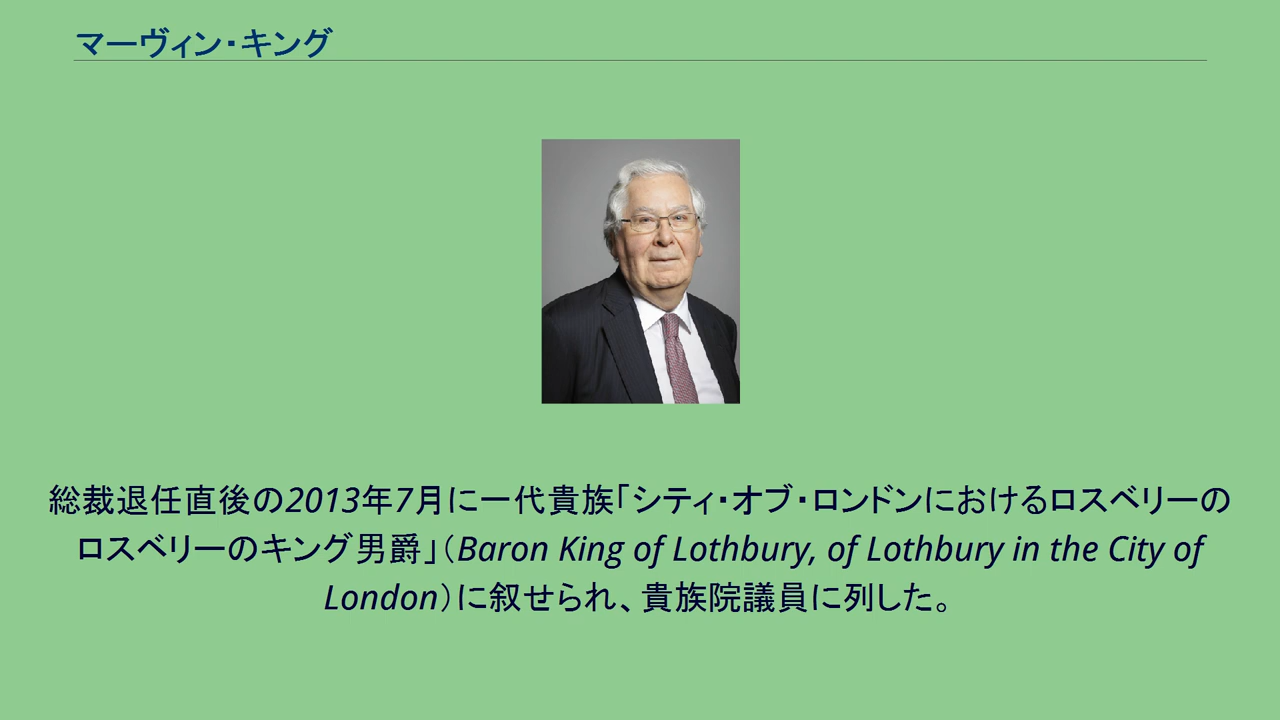 マーヴィン・キング
総裁退任直後の2013年7月に一代貴族「シティ・オブ・ロンドンにおけるロスベリーの
ロスベリーのキング男爵」（Baron King of Lothbury, of Lothbury in the City of
London）に叙せられ、貴族院議員に列した。